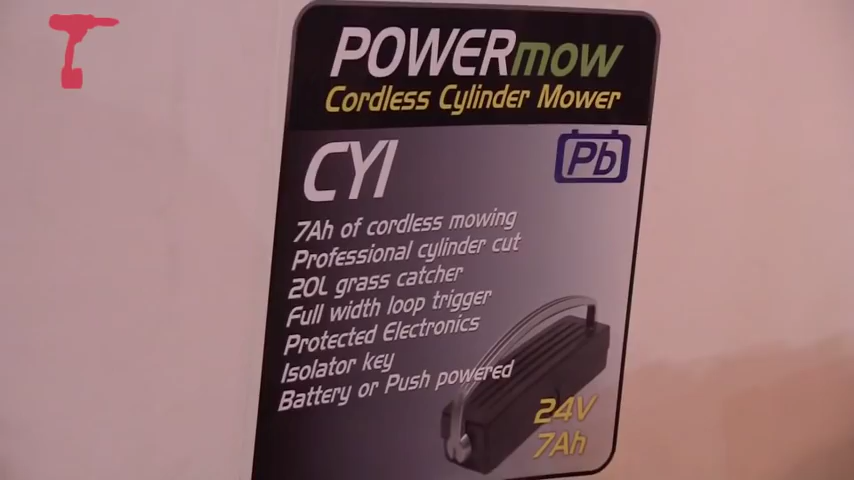 POWERmow
Cordless Cylinder Mower
CYI
Pb
7Ah of cordless mowing
Professional cylinder cut
20L grass catcher
Full width loop trigger
Protected Electronics
Isolator key
Battery or Push powered
24V
7Ah